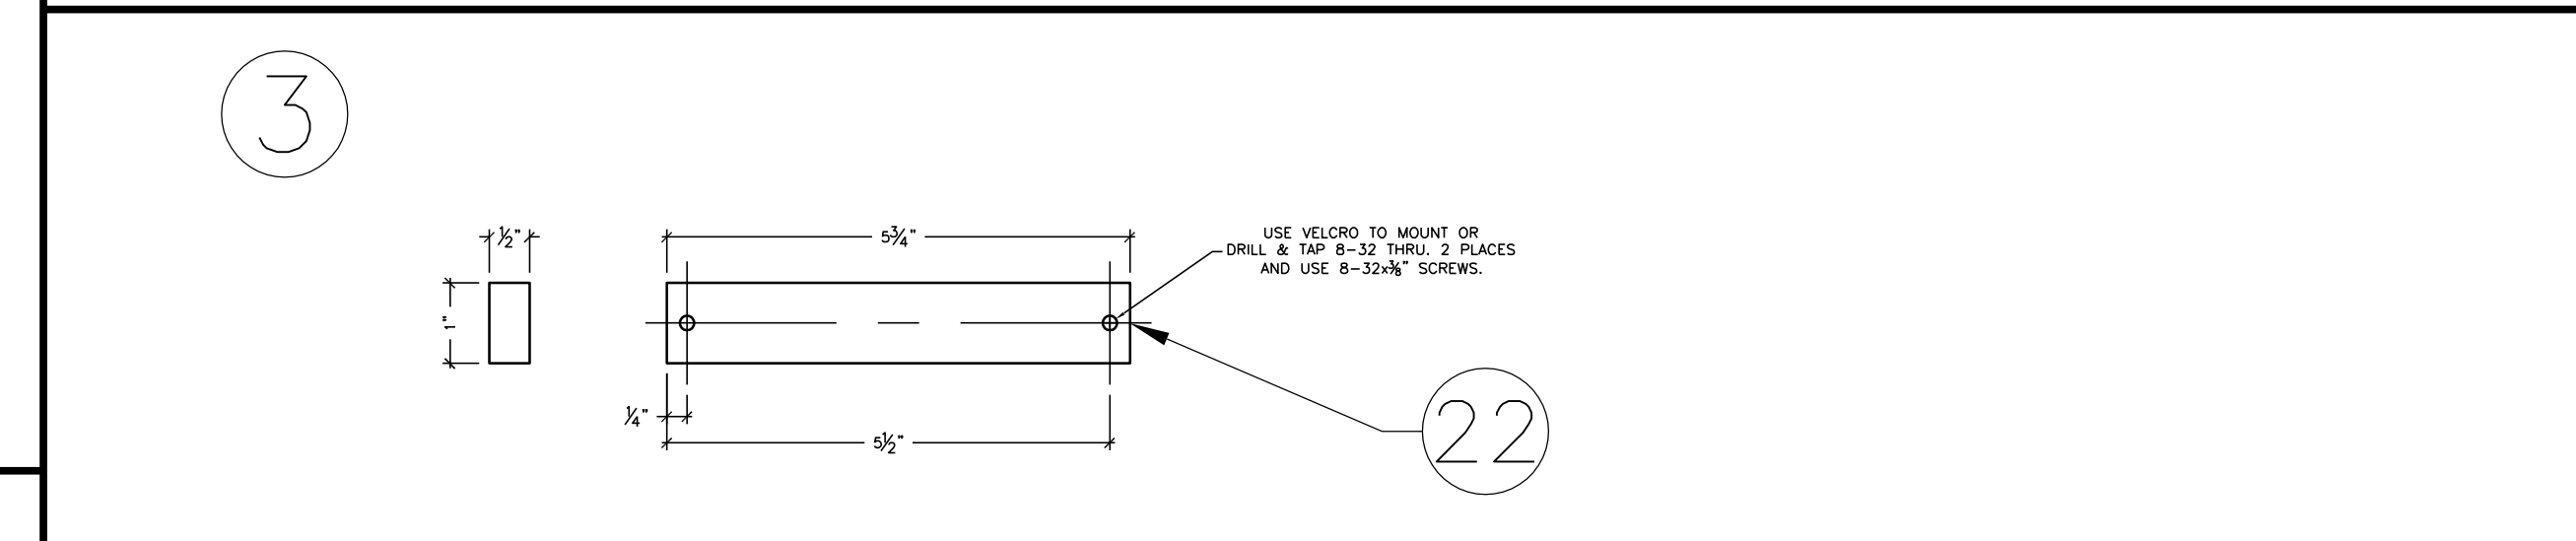 3
½"
5¾"
USE VELCRO TO MOUNT OR
DRILL & TAP 8-32 THRU. 2 PLACES
AND USE 8-32x⅜" SCREWS.
1"
¼"
5½"
22